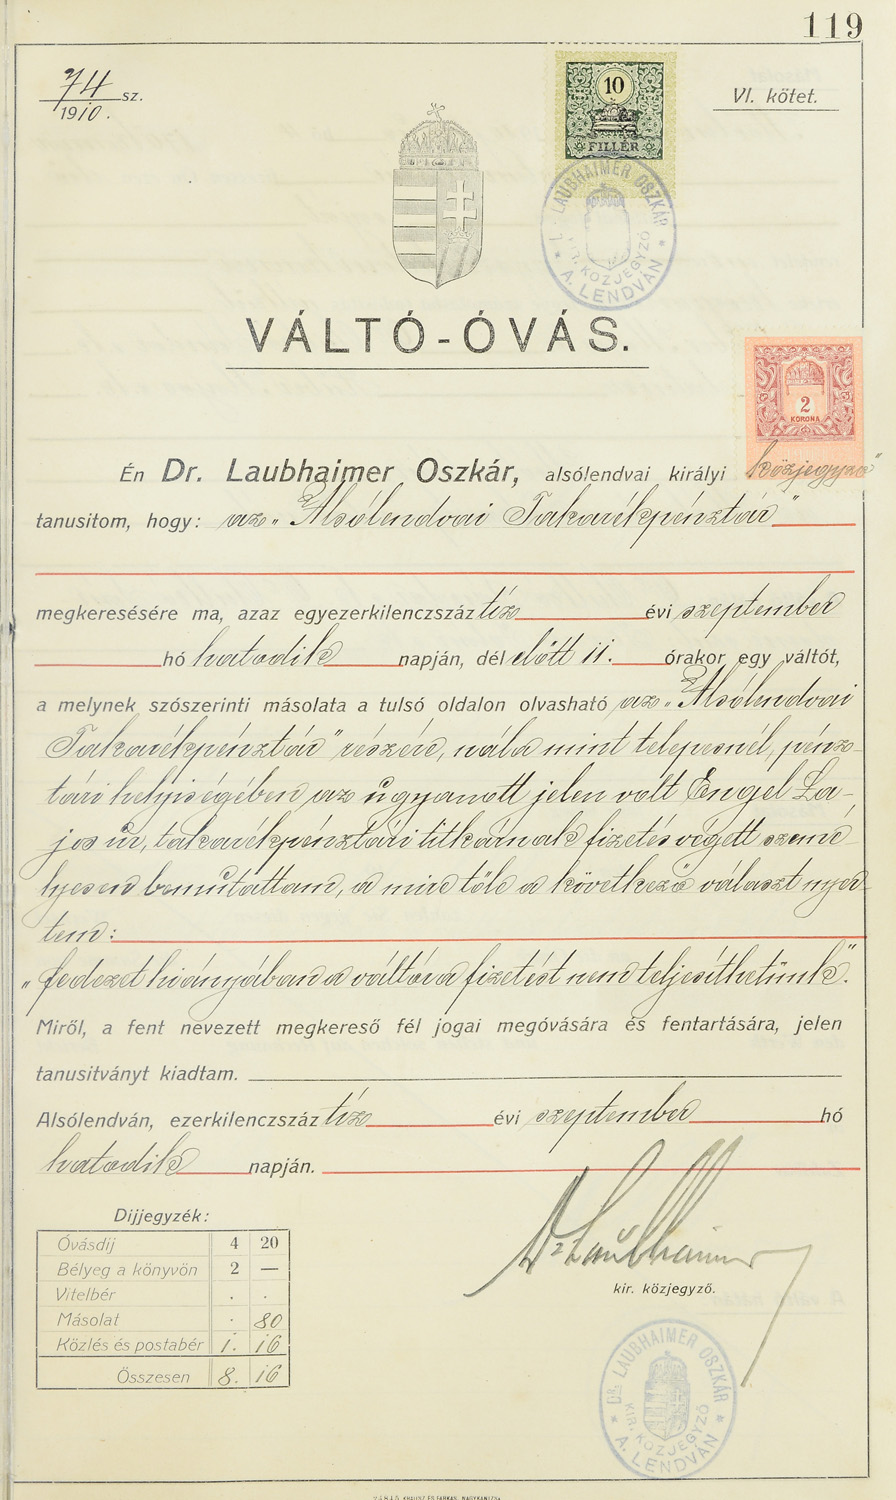 119
74 sz.
1910.
VI. kötet.
10
FILLÉR
DR. LAUBHAIMER OSZKÁR
KIR. KÖZJEGYZŐ
* A. LENDVÁN *
VÁLTÓ-ÓVÁS.
2
KORONA
Én Dr. Laubhaimer Oszkár, alsólendvai királyi közjegyző
tanusitom, hogy: az „Alsólendvai Takarékpénztár”
megkeresésére ma, azaz egyezerkilenczszáz tíz évi szeptember
hó hatodik napján, dél előtt 11. órakor egy váltót,
a melynek szószerinti másolata a tulsó oldalon olvasható az „Alsólendvai
Takarékpénztár” részére, nála mint telepesnél, pénz-
tári helyiségében az ugyanott jelen volt Engel La-
jos úr, takarékpénztári titkárnak fizetés végett szemé-
lyesen bemutattam, a mire tőle a következő választ nyer-
tem:
„fedezet hiányában a váltóra fizetést nem teljesíthetünk”.
Miről, a fent nevezett megkereső fél jogai megóvására és fentartására, jelen
tanusitványt kiadtam.
Alsólendván, ezerkilenczszáz tíz évi szeptember hó
hatodik napján.
Dijjegyzék:
Óvásdij 4 20
Bélyeg a könyvön 2 —
Vitelbér . .
Másolat . 80
Közlés és postabér 1. 16
Összesen 8. 16
Dr Laubhaimer
kir. közjegyző.
DR. LAUBHAIMER OSZKÁR
KIR. KÖZJEGYZŐ
* A. LENDVÁN *
KRAUSZ ÉS FARKAS, NAGYKANIZSA